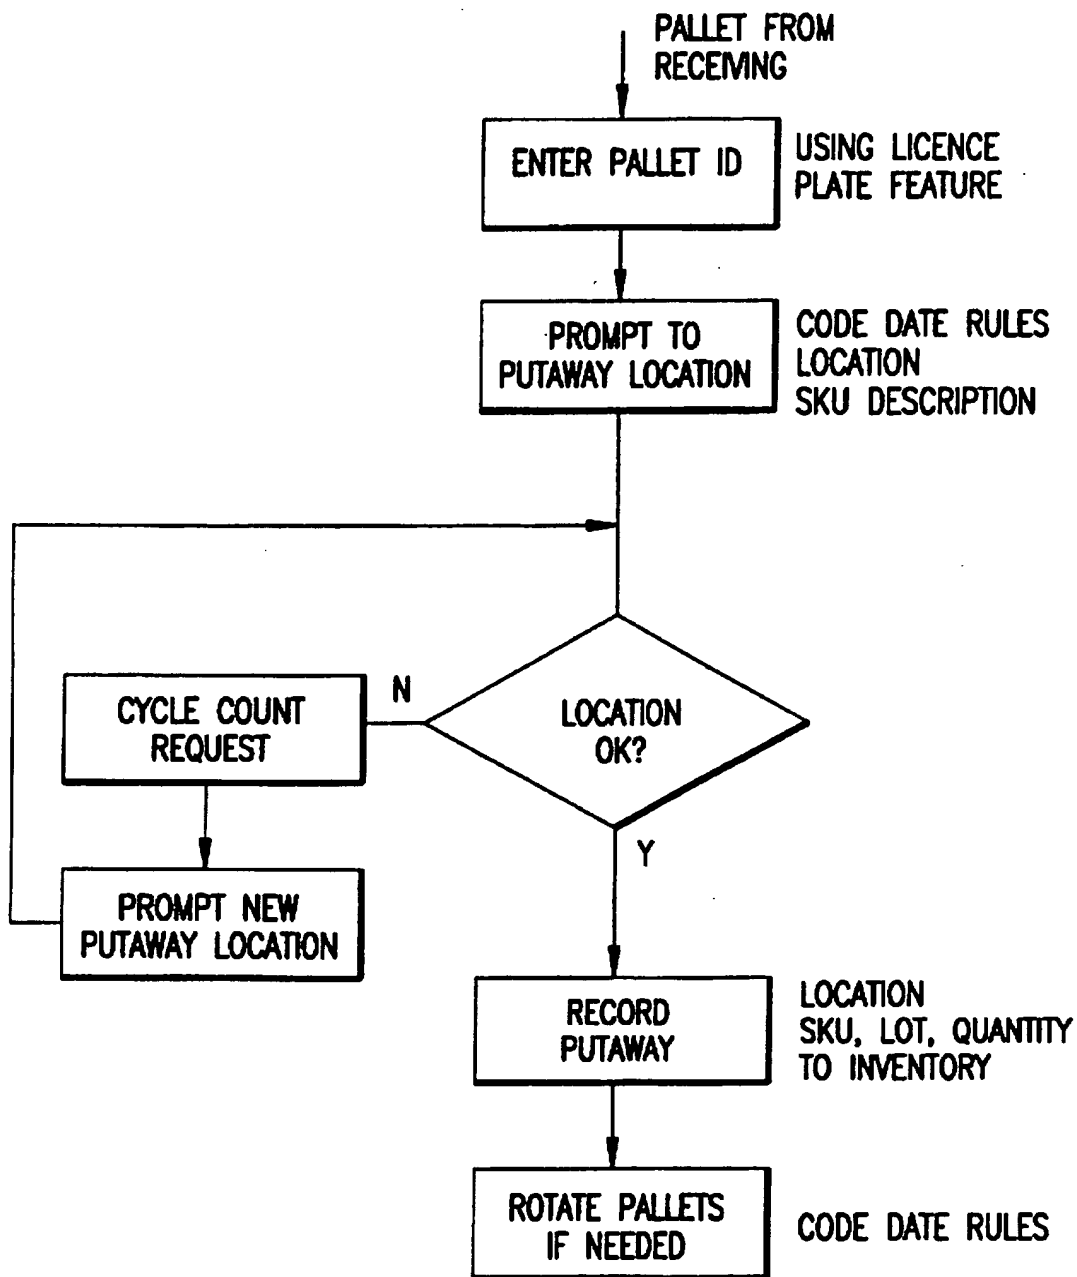 PALLET FROM
RECEIVING
ENTER PALLET ID
USING LICENCE
PLATE FEATURE
PROMPT TO
PUTAWAY LOCATION
CODE DATE RULES
LOCATION
SKU DESCRIPTION
LOCATION
OK?
N
CYCLE COUNT
REQUEST
PROMPT NEW
PUTAWAY LOCATION
Y
RECORD
PUTAWAY
LOCATION
SKU, LOT, QUANTITY
TO INVENTORY
ROTATE PALLETS
IF NEEDED
CODE DATE RULES